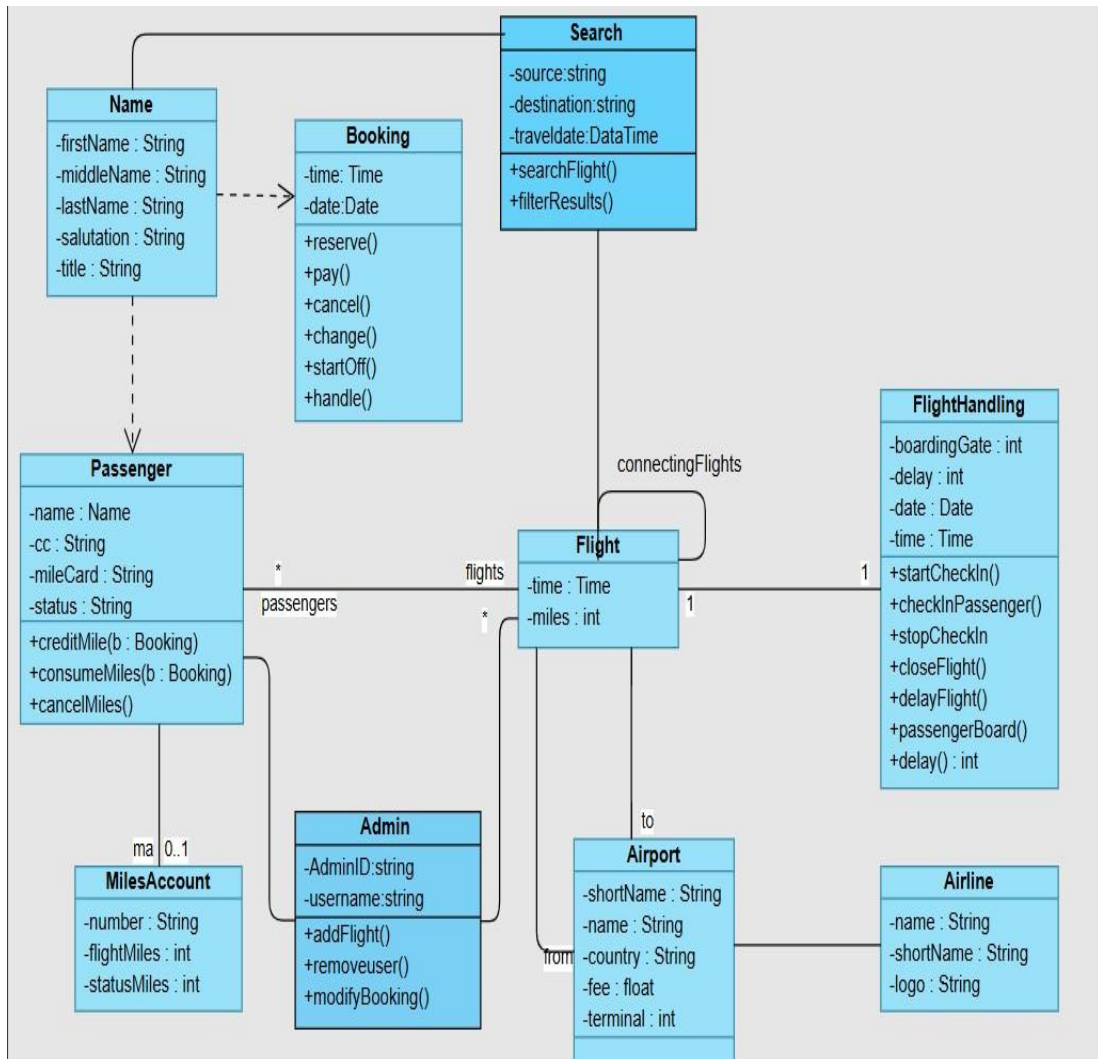 Search
-source:string
-destination:string
-traveldate:DataTime
+searchFlight()
+filterResults()
Name
-firstName : String
-middleName : String
-lastName : String
-salutation : String
-title : String
Booking
-time: Time
-date:Date
+reserve()
+pay()
+cancel()
+change()
+startOff()
+handle()
FlightHandling
-boardingGate : int
-delay : int
-date : Date
-time : Time
+startCheckIn()
+checkInPassenger()
+stopCheckIn
+closeFlight()
+delayFlight()
+passengerBoard()
+delay() : int
Passenger
-name : Name
-cc : String
-mileCard : String
-status : String
+creditMile(b : Booking)
+consumeMiles(b : Booking)
+cancelMiles()
connectingFlights
*
passengers
flights
*
Flight
-time : Time
-miles : int
1
1
ma 0..1
MilesAccount
-number : String
-flightMiles : int
-statusMiles : int
Admin
-AdminID:string
-username:string
+addFlight()
+removeuser()
+modifyBooking()
to
from
Airport
-shortName : String
-name : String
-country : String
-fee : float
-terminal : int
Airline
-name : String
-shortName : String
-logo : String